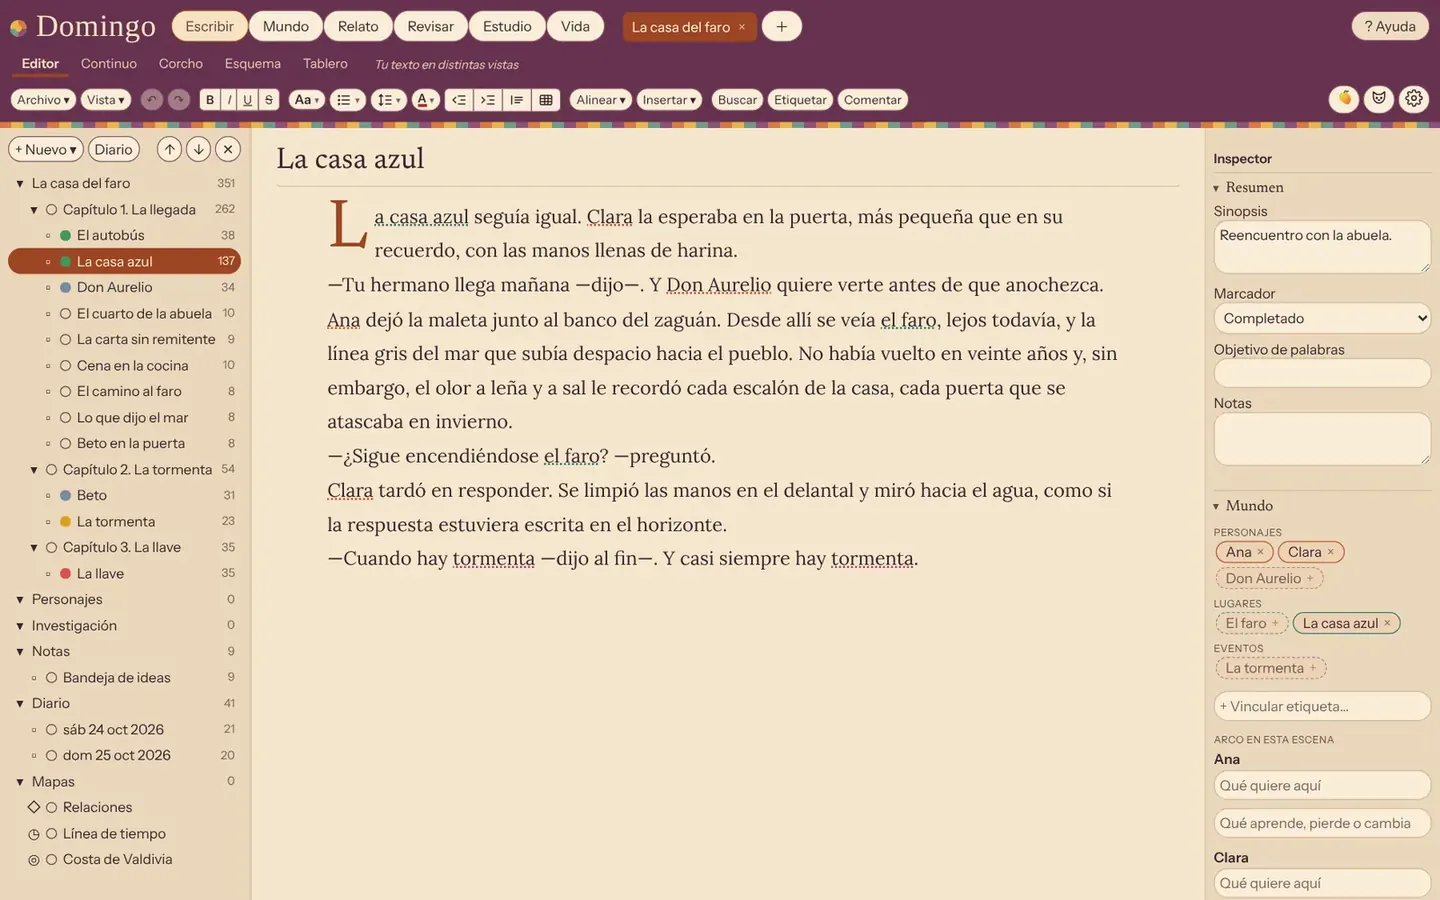 Domingo
Escribir
Mundo
Relato
Revisar
Estudio
Vida
La casa del faro ×
+
? Ayuda
Editor
Continuo
Corcho
Esquema
Tablero
Tu texto en distintas vistas
Archivo ▾
Vista ▾
B
I
U
S
Aa ▾
A ▾
Alinear ▾
Insertar ▾
Buscar
Etiquetar
Comentar
+ Nuevo ▾
Diario
▼ La casa del faro 351
▼ Capítulo 1. La llegada 262
El autobús 38
La casa azul 137
Don Aurelio 34
El cuarto de la abuela 10
La carta sin remitente 9
Cena en la cocina 10
El camino al faro 8
Lo que dijo el mar 8
Beto en la puerta 8
▼ Capítulo 2. La tormenta 54
Beto 31
La tormenta 23
▼ Capítulo 3. La llave 35
La llave 35
▼ Personajes 0
▼ Investigación 0
▼ Notas 9
Bandeja de ideas 9
▼ Diario 41
sáb 24 oct 2026 21
dom 25 oct 2026 20
▼ Mapas 0
Relaciones
Línea de tiempo
Costa de Valdivia
La casa azul
La casa azul seguía igual. Clara la esperaba en la puerta, más pequeña que en su
recuerdo, con las manos llenas de harina.
—Tu hermano llega mañana —dijo—. Y Don Aurelio quiere verte antes de que anochezca.
Ana dejó la maleta junto al banco del zaguán. Desde allí se veía el faro, lejos todavía, y la
línea gris del mar que subía despacio hacia el pueblo. No había vuelto en veinte años y, sin
embargo, el olor a leña y a sal le recordó cada escalón de la casa, cada puerta que se
atascaba en invierno.
—¿Sigue encendiéndose el faro? —preguntó.
Clara tardó en responder. Se limpió las manos en el delantal y miró hacia el agua, como si
la respuesta estuviera escrita en el horizonte.
—Cuando hay tormenta —dijo al fin—. Y casi siempre hay tormenta.
Inspector
▼ Resumen
Sinopsis
Reencuentro con la abuela.
Marcador
Completado
Objetivo de palabras
Notas
▼ Mundo
PERSONAJES
Ana ×
Clara ×
Don Aurelio +
LUGARES
El faro +
La casa azul ×
EVENTOS
La tormenta +
+ Vincular etiqueta...
ARCO EN ESTA ESCENA
Ana
Qué quiere aquí
Qué aprende, pierde o cambia
Clara
Qué quiere aquí